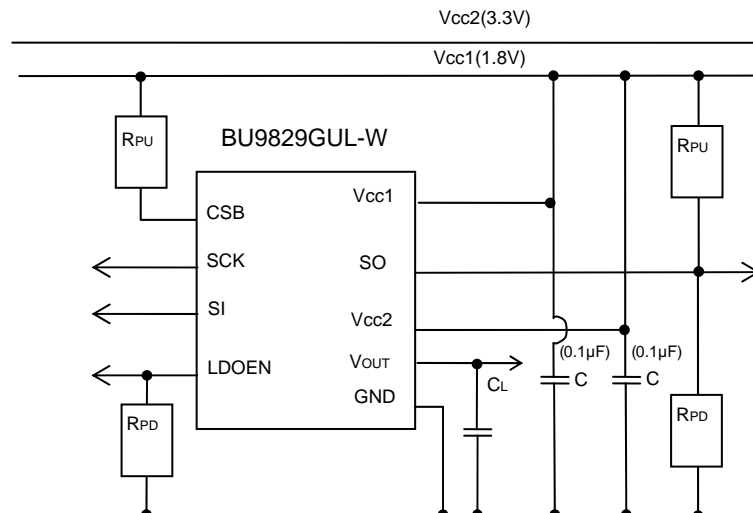 Vcc2(3.3V)
Vcc1(1.8V)
RPU
BU9829GUL-W
RPU
CSB
Vcc1
SCK
SO
SI
Vcc2
(0.1μF)
(0.1μF)
LDOEN
VOUT
CL
C
C
GND
RPD
RPD